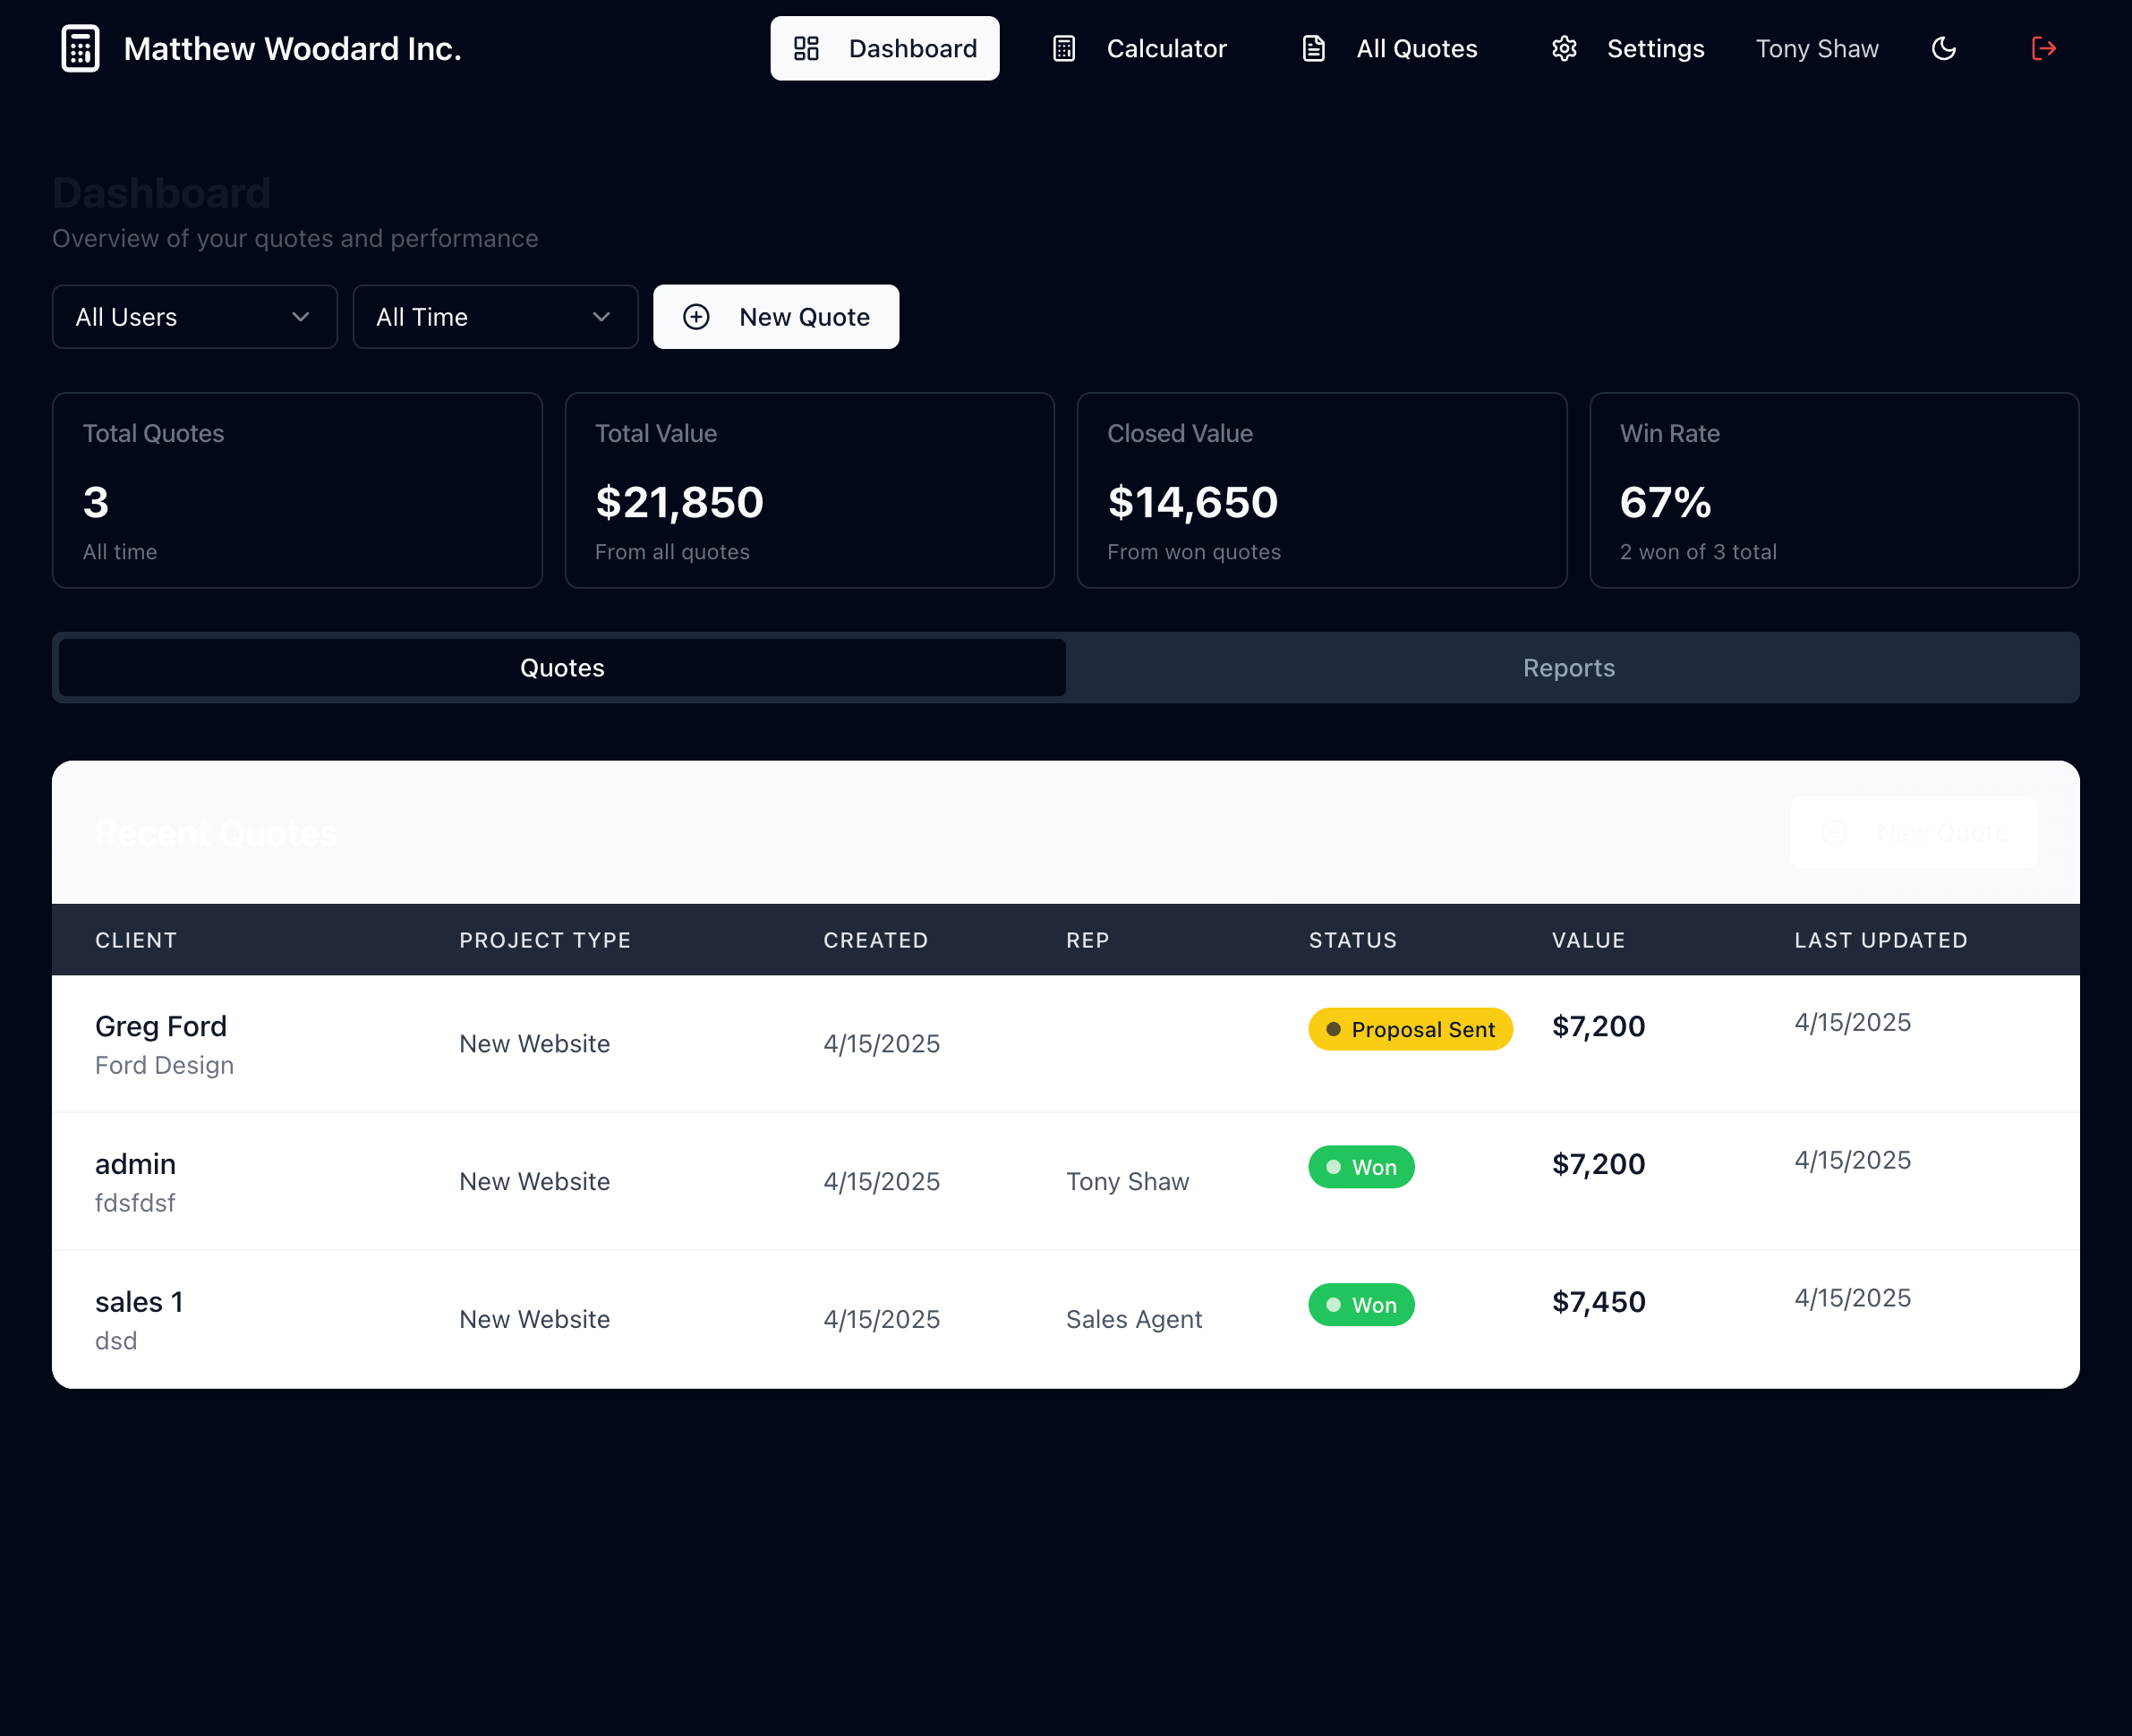 Matthew Woodard Inc.
Dashboard
Calculator
All Quotes
Settings
Tony Shaw
Dashboard
Overview of your quotes and performance
All Users
All Time
New Quote
Total Quotes
3
All time
Total Value
$21,850
From all quotes
Closed Value
$14,650
From won quotes
Win Rate
67%
2 won of 3 total
Quotes
Reports
Recent Quotes
New Quote
CLIENT PROJECT TYPE CREATED REP STATUS VALUE LAST UPDATED
Greg Ford
Ford Design
New Website
4/15/2025
Proposal Sent
$7,200
4/15/2025
admin
fdsfdsf
New Website
4/15/2025
Tony Shaw
Won
$7,200
4/15/2025
sales 1
dsd
New Website
4/15/2025
Sales Agent
Won
$7,450
4/15/2025